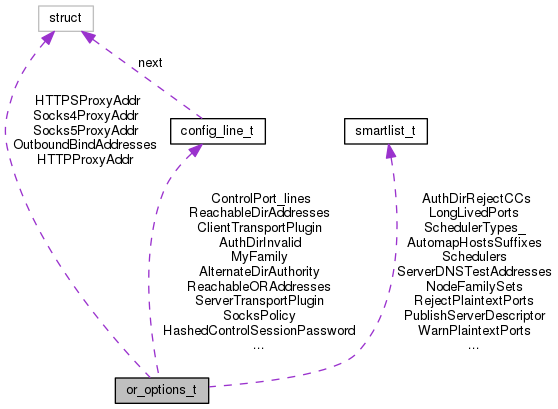 struct
next
HTTPSProxyAddr
Socks4ProxyAddr
Socks5ProxyAddr
OutboundBindAddresses
HTTPProxyAddr
config_line_t
smartlist_t
ControlPort_lines
ReachableDirAddresses
ClientTransportPlugin
AuthDirInvalid
MyFamily
AlternateDirAuthority
ReachableORAddresses
ServerTransportPlugin
SocksPolicy
HashedControlSessionPassword
...
AuthDirRejectCCs
LongLivedPorts
SchedulerTypes_
AutomapHostsSuffixes
Schedulers
ServerDNSTestAddresses
NodeFamilySets
RejectPlaintextPorts
PublishServerDescriptor
WarnPlaintextPorts
...
or_options_t